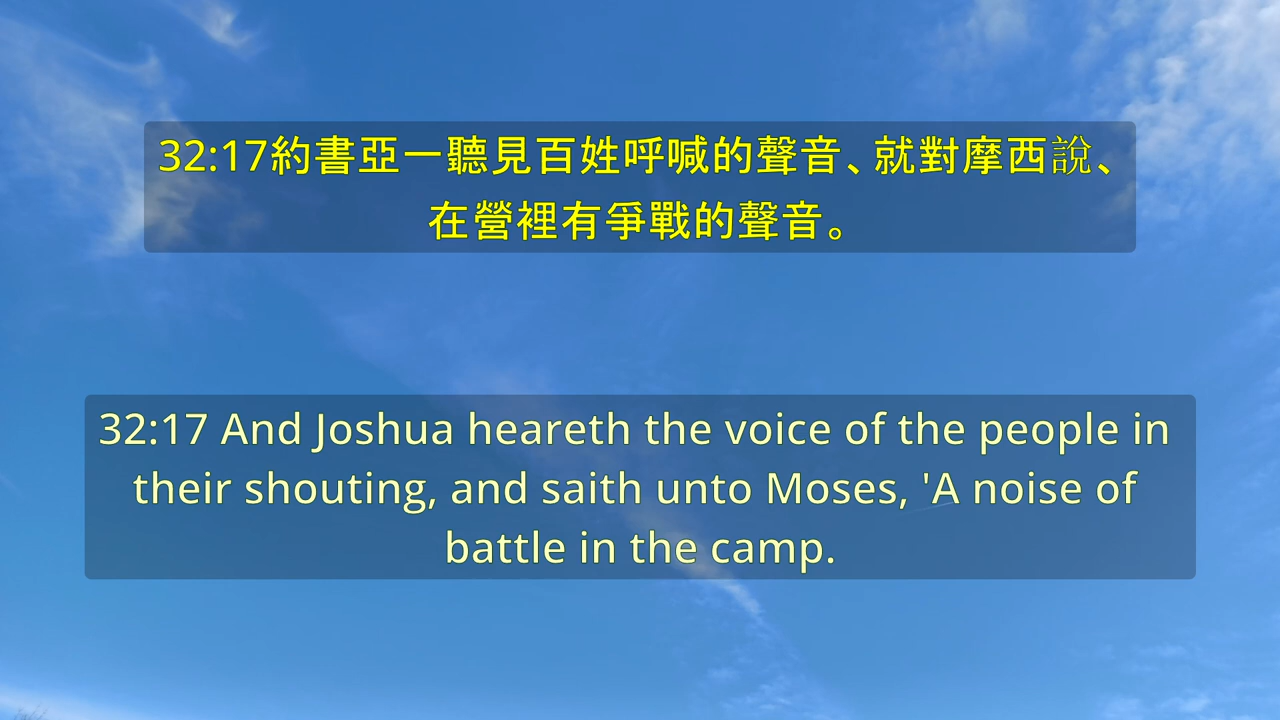 32:17約書亞一聽見百姓呼喊的聲音、就對摩西說、
在營裡有爭戰的聲音。
32:17 And Joshua heareth the voice of the people in
their shouting, and saith unto Moses, 'A noise of
battle in the camp.